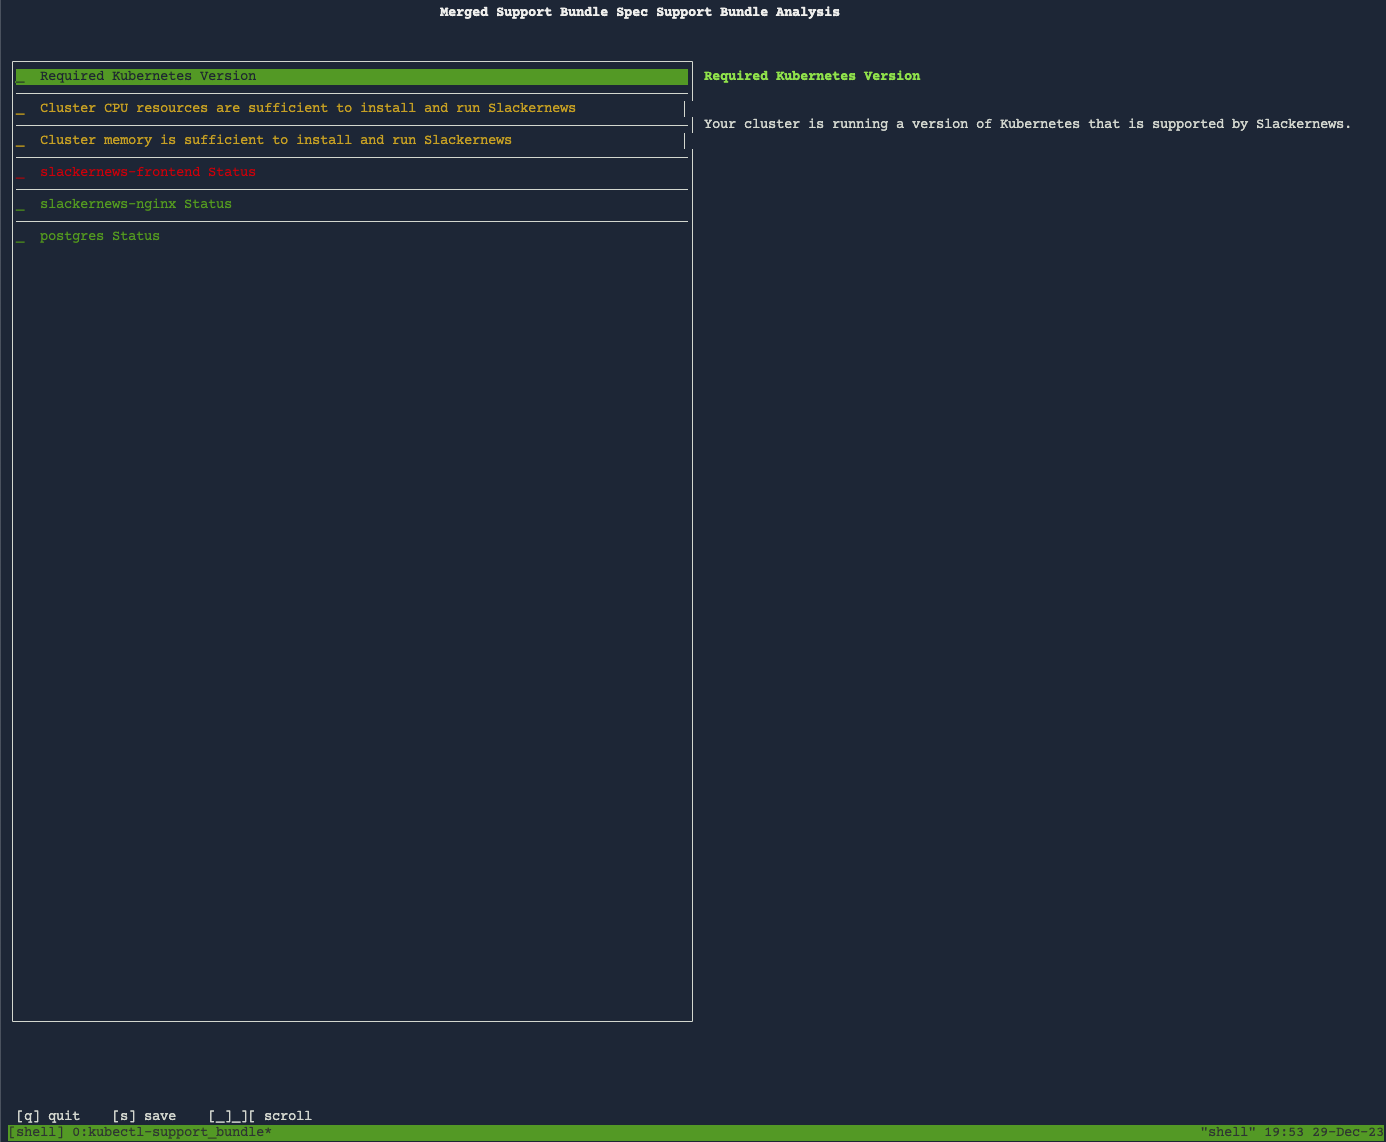 Merged Support Bundle Spec Support Bundle Analysis
_ Required Kubernetes Version
_ Cluster CPU resources are sufficient to install and run Slackernews
_ Cluster memory is sufficient to install and run Slackernews
_ slackernews-frontend Status
_ slackernews-nginx Status
_ postgres Status
Required Kubernetes Version
Your cluster is running a version of Kubernetes that is supported by Slackernews.
[q] quit    [s] save    [_]_][ scroll
[shell] 0:kubectl-support_bundle*    "shell" 19:53 29-Dec-23